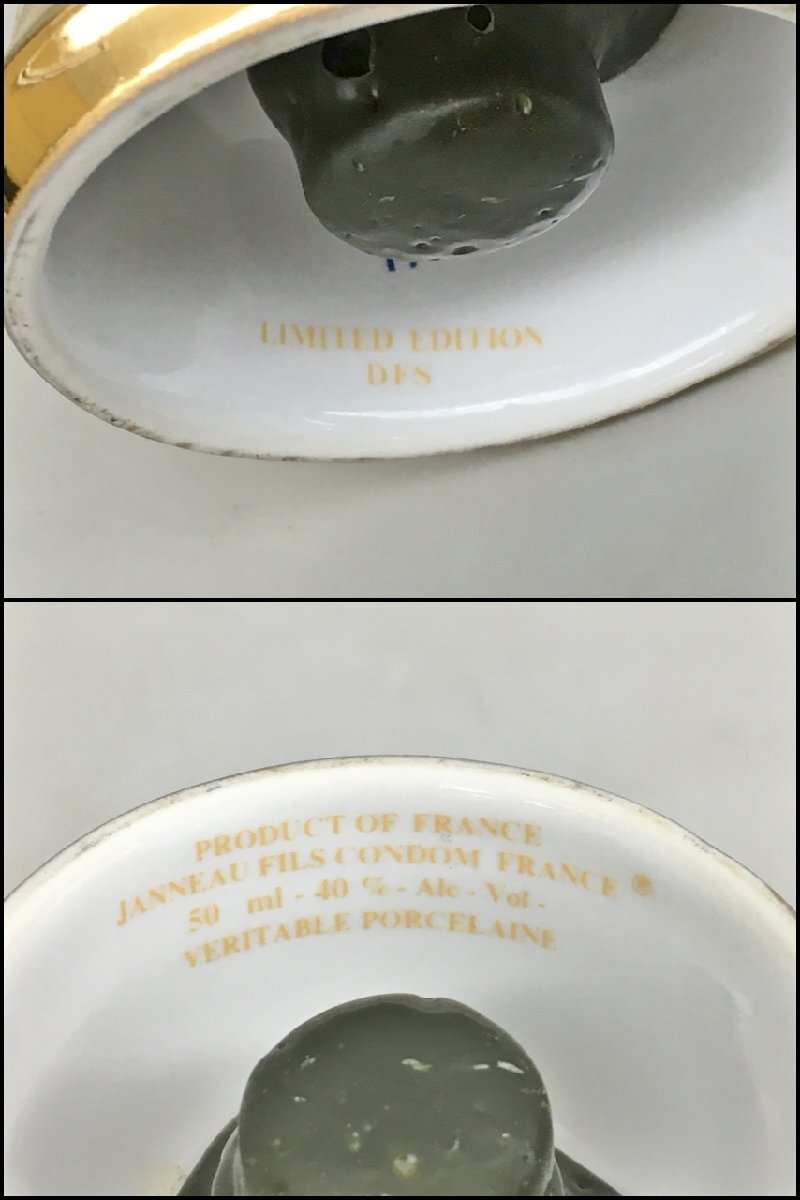 LIMITED EDITION
DFS
PRODUCT OF FRANCE
JANNEAU FILS CONDOM FRANCE ®
50 ml - 40 % - Alc - Vol -
VERITABLE PORCELAINE